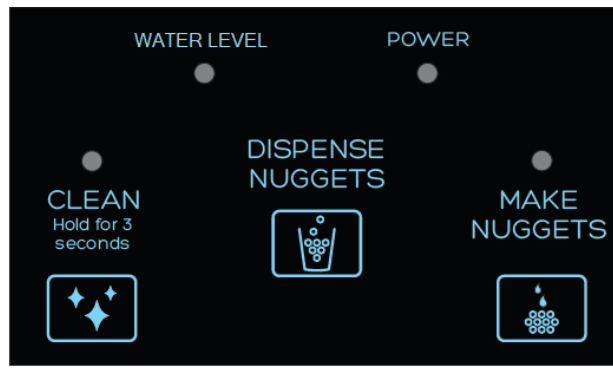 WATER LEVEL
POWER
DISPENSE
NUGGETS
CLEAN
Hold for 3
seconds
MAKE
NUGGETS